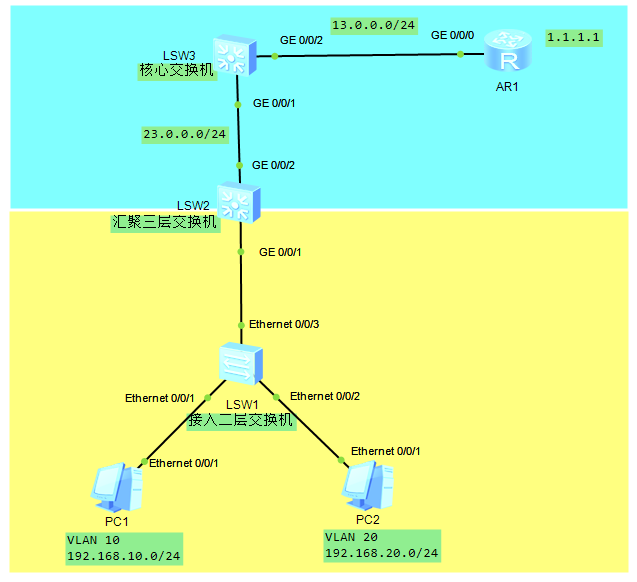 13.0.0.0/24
GE 0/0/2
GE 0/0/0
1.1.1.1
LSW3
核心交换机
R
AR1
GE 0/0/1
23.0.0.0/24
GE 0/0/2
LSW2
汇聚三层交换机
GE 0/0/1
Ethernet 0/0/3
Ethernet 0/0/1
Ethernet 0/0/2
LSW1
接入二层交换机
Ethernet 0/0/1
Ethernet 0/0/1
PC1
PC2
VLAN 10
192.168.10.0/24
VLAN 20
192.168.20.0/24